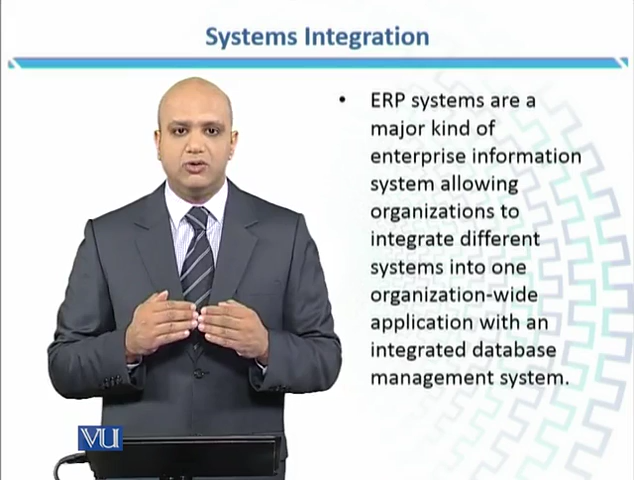 Systems Integration
• ERP systems are a
major kind of
enterprise information
system allowing
organizations to
integrate different
systems into one
organization-wide
application with an
integrated database
management system.
VU